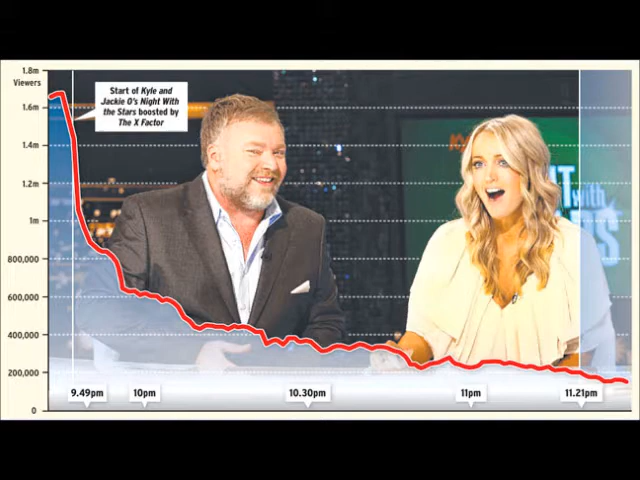 1.8m
Viewers
1.6m
1.4m
1.2m
1m
800,000
600,000
400,000
200,000
0
Start of Kyle and
Jackie O's Night With
the Stars boosted by
The X Factor
with
9.49pm
10pm
10.30pm
11pm
11.21pm